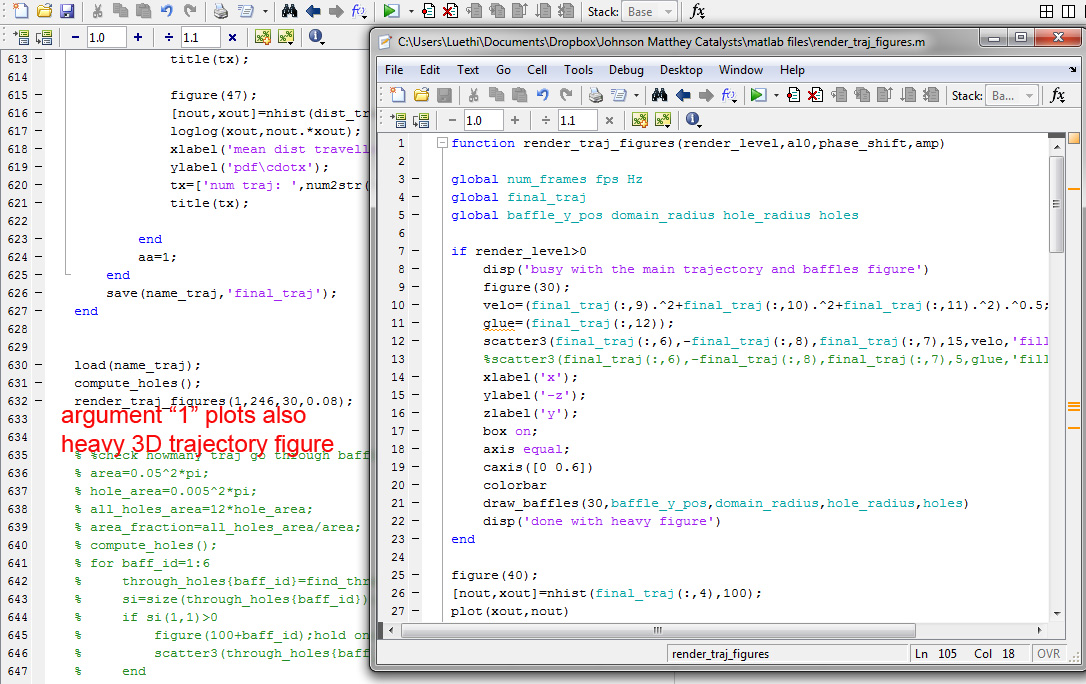 Stack: Base
1.0
1.1
613 title(tx);
614
615 figure(47);
616 [nout,xout]=nhist(dist_tr
617 loglog(xout,nout.*xout);
618 xlabel('mean dist travell
619 ylabel('pdf\cdotx');
620 tx=['num traj: ',num2str(
621 title(tx);
622
623 end
624 aa=1;
625 end
626 save(name_traj,'final_traj');
627 end
628
629
630 load(name_traj);
631 compute_holes();
632 render_traj_figures(1,246,30,0.08);
633
argument “1” plots also
634
heavy 3D trajectory figure
635 % %check howmany traj go through baff
636 % area=0.05^2*pi;
637 % hole_area=0.005^2*pi;
638 % all_holes_area=12*hole_area;
639 % area_fraction=all_holes_area/area;
640 % compute_holes();
641 % for baff_id=1:6
642 % through_holes{baff_id}=find_thr
643 % si=size(through_holes{baff_id})
644 % if si(1,1)>0
645 % figure(100+baff_id);hold on
646 % scatter3(through_holes{baff
647 % end
C:\Users\Luethi\Documents\Dropbox\Johnson Matthey Catalysts\matlab files\render_traj_figures.m
File Edit Text Go Cell Tools Debug Desktop Window Help
Stack: Ba...
1.0
1.1
1 function render_traj_figures(render_level,al0,phase_shift,amp)
2
3 global num_frames fps Hz
4 global final_traj
5 global baffle_y_pos domain_radius hole_radius holes
6
7 if render_level>0
8 disp('busy with the main trajectory and baffles figure')
9 figure(30);
10 velo=(final_traj(:,9).^2+final_traj(:,10).^2+final_traj(:,11).^2).^0.5;
11 glue=(final_traj(:,12));
12 scatter3(final_traj(:,6),-final_traj(:,8),final_traj(:,7),15,velo,'fill
13 %scatter3(final_traj(:,6),-final_traj(:,8),final_traj(:,7),5,glue,'fill
14 xlabel('x');
15 ylabel('-z');
16 zlabel('y');
17 box on;
18 axis equal;
19 caxis([0 0.6])
20 colorbar
21 draw_baffles(30,baffle_y_pos,domain_radius,hole_radius,holes)
22 disp('done with heavy figure')
23 end
24
25 figure(40);
26 [nout,xout]=nhist(final_traj(:,4),100);
27 plot(xout,nout)
render_traj_figures Ln 105 Col 18 OVR